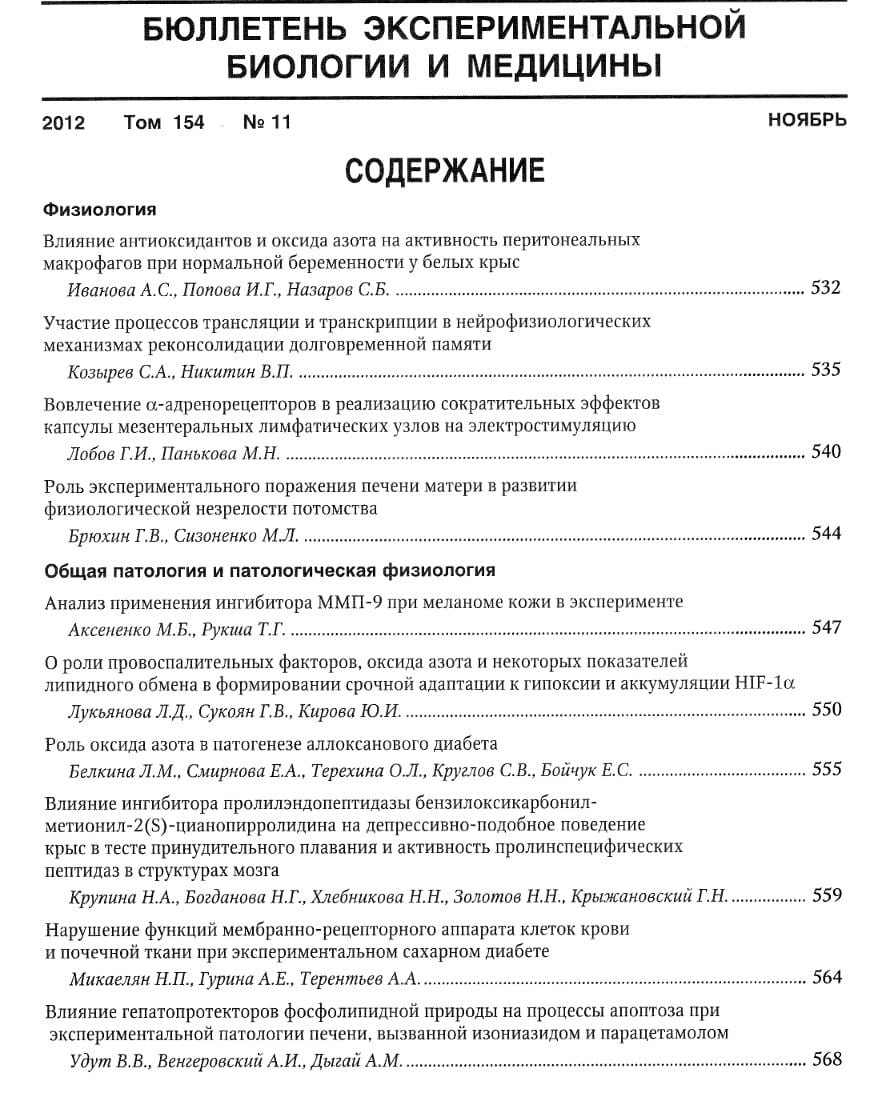 БЮЛЛЕТЕНЬ ЭКСПЕРИМЕНТАЛЬНОЙ
БИОЛОГИИ И МЕДИЦИНЫ
2012 Том 154 № 11 НОЯБРЬ
СОДЕРЖАНИЕ
Физиология
Влияние антиоксидантов и оксида азота на активность перитонеальных
макрофагов при нормальной беременности у белых крыс
Иванова А.С., Попова И.Г., Назаров С.Б. ........ 532
Участие процессов трансляции и транскрипции в нейрофизиологических
механизмах реконсолидации долговременной памяти
Козырев С.А., Никитин В.П. ........ 535
Вовлечение α-адренорецепторов в реализацию сократительных эффектов
капсулы мезентеральных лимфатических узлов на электростимуляцию
Лобов Г.И., Панькова М.Н. ........ 540
Роль экспериментального поражения печени матери в развитии
физиологической незрелости потомства
Брюхин Г.В., Сизоненко М.Л. ........ 544
Общая патология и патологическая физиология
Анализ применения ингибитора ММП-9 при меланоме кожи в эксперименте
Аксененко М.Б., Рукша Т.Г. ........ 547
О роли провоспалительных факторов, оксида азота и некоторых показателей
липидного обмена в формировании срочной адаптации к гипоксии и аккумуляции HIF-1α
Лукьянова Л.Д., Сукоян Г.В., Кирова Ю.И. ........ 550
Роль оксида азота в патогенезе аллоксанового диабета
Белкина Л.М., Смирнова Е.А., Терехина О.Л., Круглов С.В., Бойчук Е.С. ........ 555
Влияние ингибитора пролилэндопептидазы бензилоксикарбонил-
метионил-2(S)-цианопирролидина на депрессивно-подобное поведение
крыс в тесте принудительного плавания и активность пролинспецифических
пептидаз в структурах мозга
Крупина Н.А., Богданова Н.Г., Хлебникова Н.Н., Золотов Н.Н., Крыжановский Г.Н. ........ 559
Нарушение функций мембранно-рецепторного аппарата клеток крови
и почечной ткани при экспериментальном сахарном диабете
Микаелян Н.П., Гурина А.Е., Терентьев А.А. ........ 564
Влияние гепатопротекторов фосфолипидной природы на процессы апоптоза при
экспериментальной патологии печени, вызванной изониазидом и парацетамолом
Удут В.В., Венгеровский А.И., Дыгай А.М. ........ 568